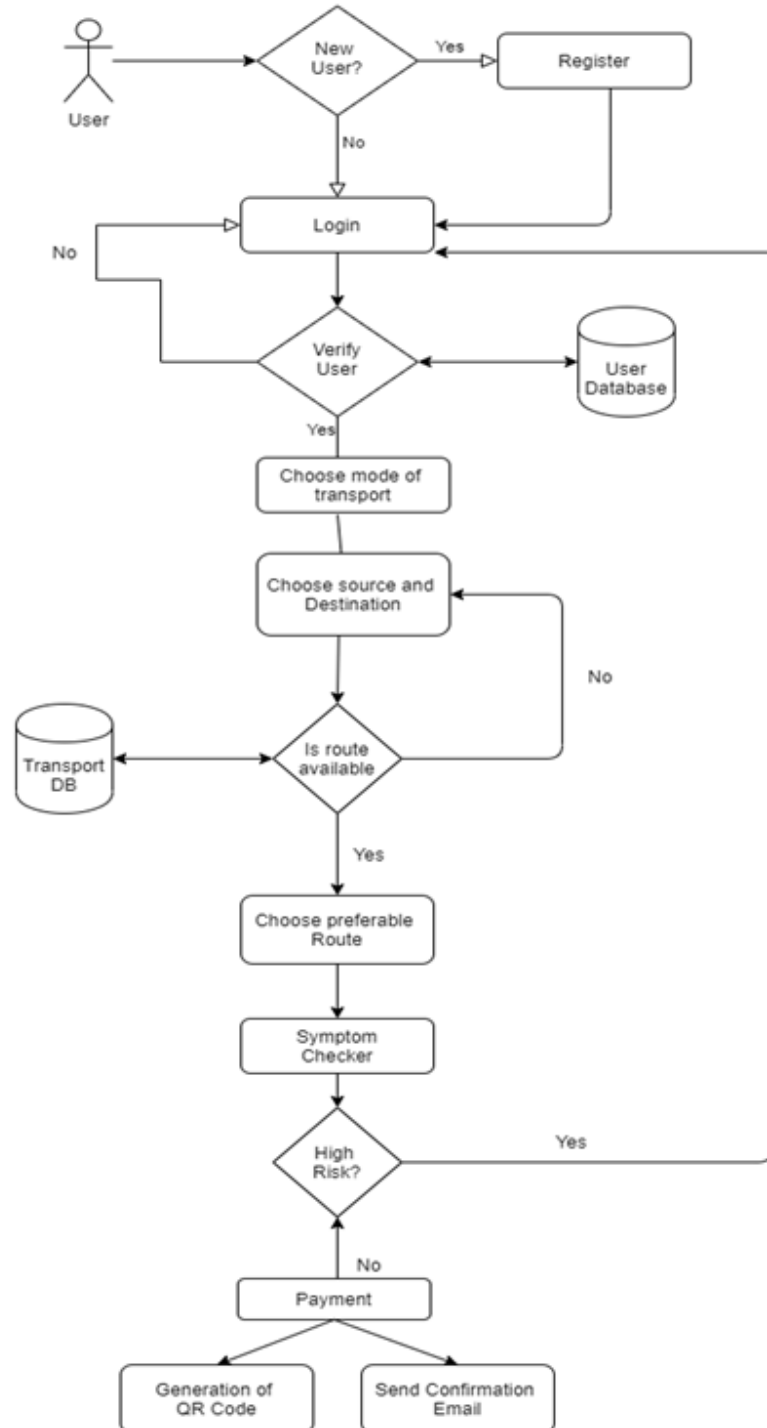 New
User?
Yes
Register
User
No
Login
No
Verify
User
User
Database
Yes
Choose mode of
transport
Choose source and
Destination
No
Is route
available
Transport
DB
Yes
Choose preferable
Route
Symptom
Checker
High
Risk?
Yes
No
Payment
Generation of
QR Code
Send Confirmation
Email